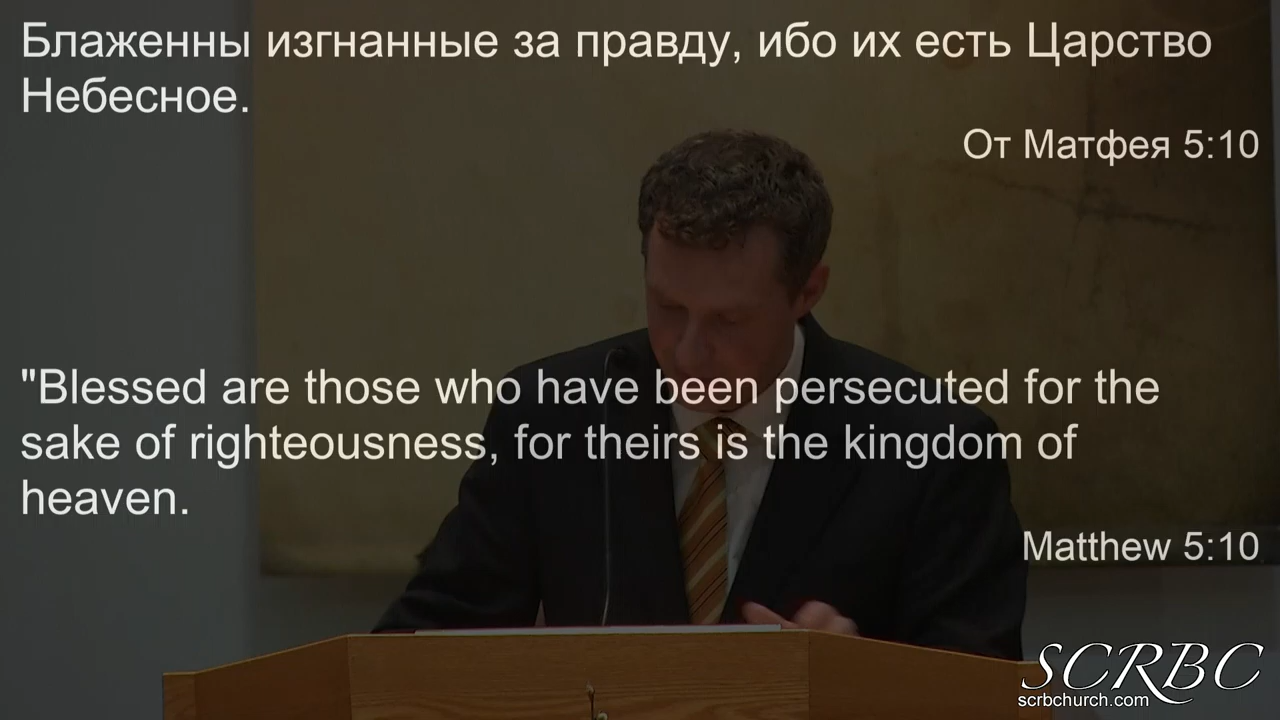 Блаженны изгнанные за правду, ибо их есть Царство
Небесное.
От Матфея 5:10
"Blessed are those who have been persecuted for the
sake of righteousness, for theirs is the kingdom of
heaven.
Matthew 5:10
SCRBC
scrbchurch.com